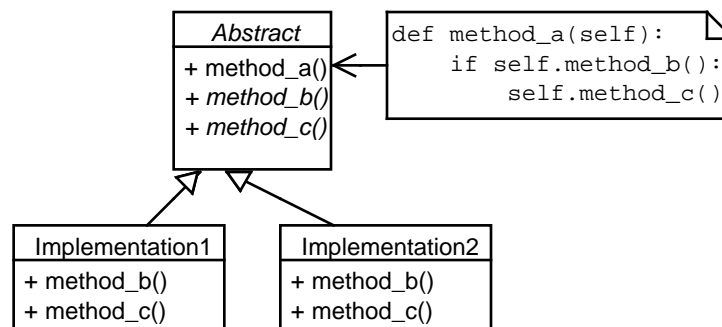 Abstract
+ method_a()
+ method_b()
+ method_c()
def method_a(self):
    if self.method_b():
        self.method_c()
Implementation1
+ method_b()
+ method_c()
Implementation2
+ method_b()
+ method_c()